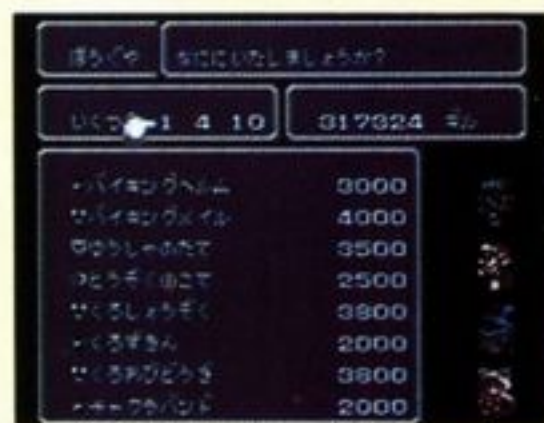 ぼうぐや なににいたしましょうか?
いくつ 1 4 10 317324 ギル
バイキングヘルム 3000
バイキングメイル 4000
ゆうしゃのたて 3500
とうぞくのこて 2500
くろしょうぞく 3800
くろずきん 2000
くろおびどうぎ 3800
チャクラバンド 2000